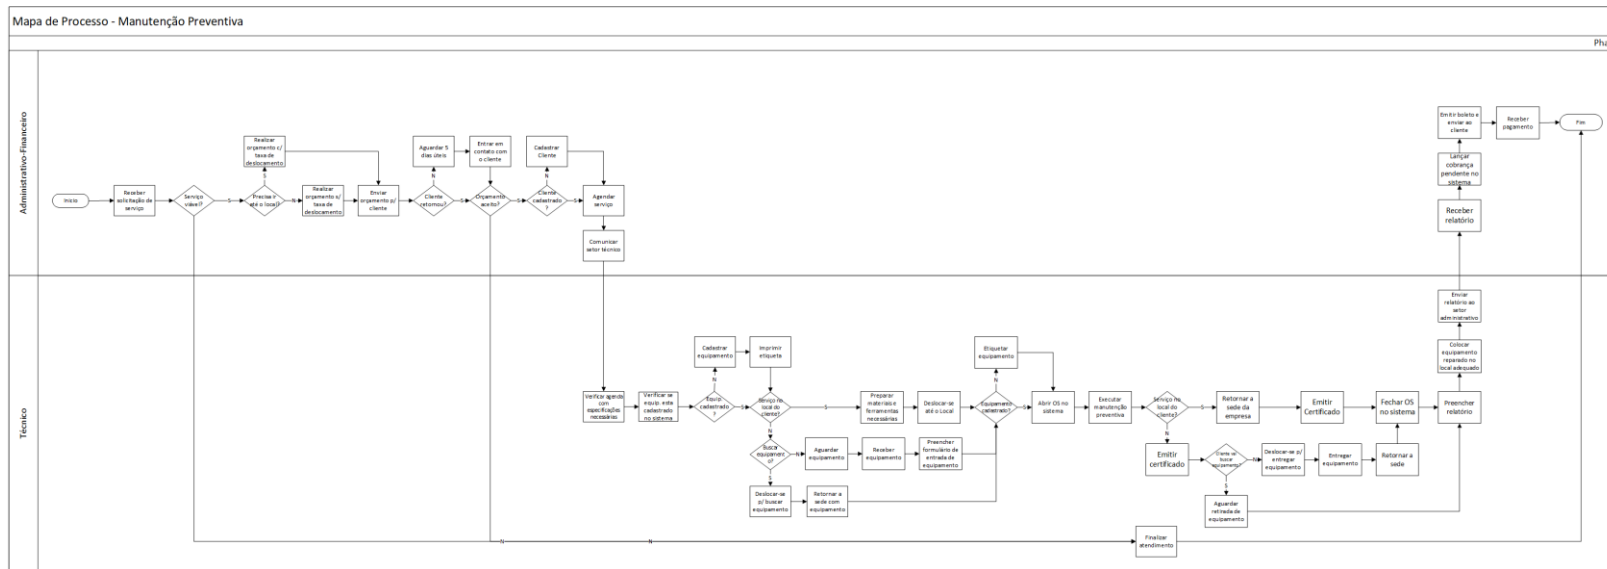 Mapa de Processo - Manutenção Preventiva
Pha
Administrativo-Financeiro
Início
Receber
solicitação de
serviço
Serviço
viável?
S
Precisa ir
até o local?
S
Realizar
orçamento c/
taxa de
deslocamento
N
Realizar
orçamento s/
taxa de
deslocamento
Enviar
orçamento p/
cliente
Cliente
retornou?
N
Aguardar 5
dias úteis
Entrar em
contato com
o cliente
S
Orçamento
aceito?
S
Cliente
cadastrado
?
N
Cadastrar
Cliente
S
Agendar
serviço
Comunicar
setor técnico
Emitir boleto e
enviar ao
cliente
Receber
pagamento
Fim
Lançar
cobrança
pendente no
sistema
Receber
relatório
Técnico
Verificar agenda
com
especificações
necessárias
Verificar se
equip. esta
cadastrado
no sistema
Equip.
cadastrado
?
N
Cadastrar
equipamento
Imprimir
etiqueta
S
Serviço no
local do
cliente?
S
Preparar
materiais e
ferramentas
necessárias
Deslocar-se
até o Local
Equipamento
cadastrado?
N
Etiquetar
equipamento
S
Abrir OS no
sistema
Executar
manutenção
preventiva
Serviço no
local do
cliente?
S
Retornar a
sede da
empresa
Emitir
Certificado
Fechar OS
no sistema
Preencher
relatório
Colocar
equipamento
reparado no
local adequado
Enviar
relatório ao
setor
administrativo
N
Buscar
equipament
o?
N
Aguardar
equipamento
Receber
equipamento
Preencher
formulário de
entrada de
equipamento
S
Deslocar-se
p/ buscar
equipamento
Retornar a
sede com
equipamento
N
Emitir
certificado
Cliente vai
buscar
equipamento?
N
Deslocar-se p/
entregar
equipamento
Entregar
equipamento
Retornar a
sede
S
Aguardar
retirada de
equipamento
N
N
Finalizar
atendimento